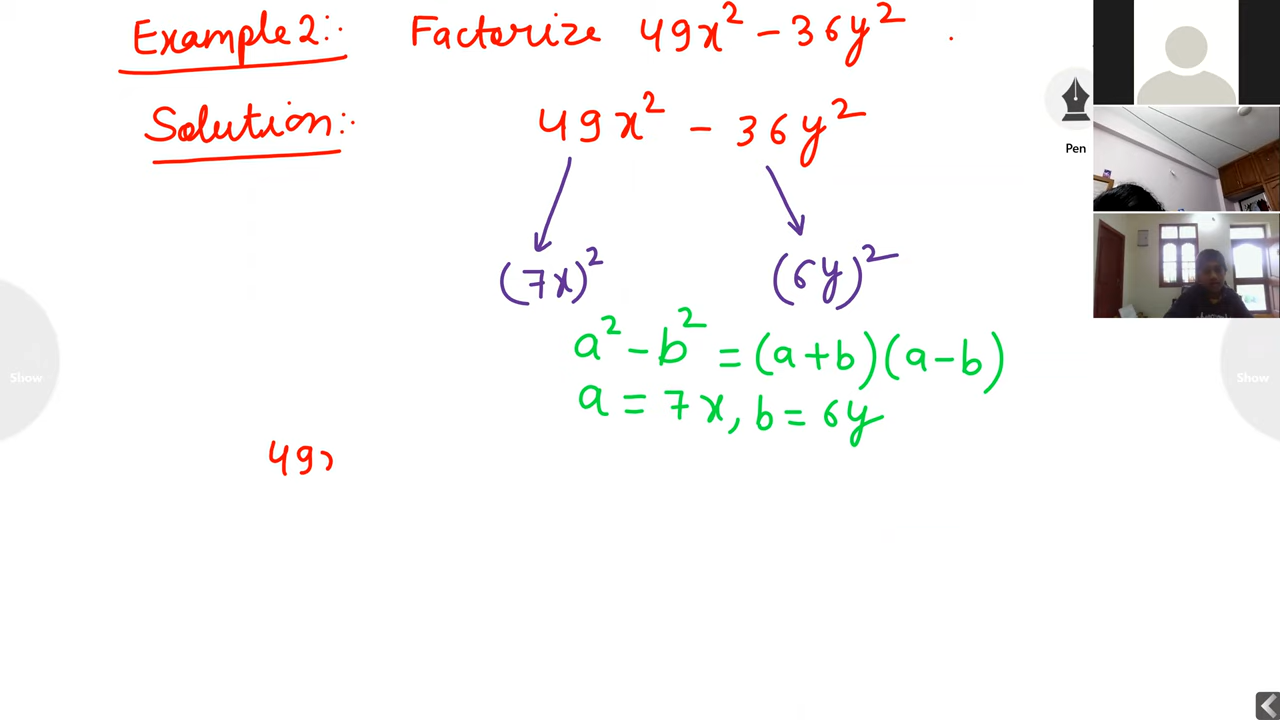 Example 2:- Factorize 49x² - 36y².
Solution:- 49x² - 36y²
(7x)² (6y)²
a² - b² = (a+b)(a-b)
a = 7x, b = 6y
49x
Pen
Show
Show